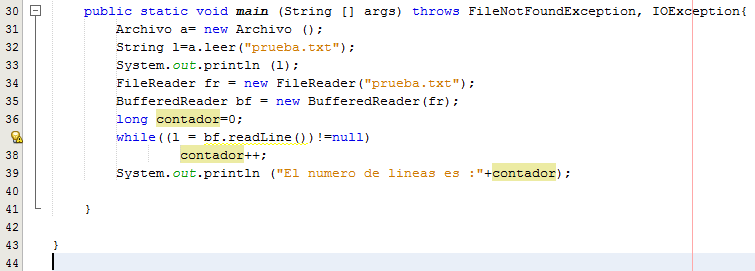 30 public static void main (String [] args) throws FileNotFoundException, IOException{
31 Archivo a= new Archivo ();
32 String l=a.leer("prueba.txt");
33 System.out.println (l);
34 FileReader fr = new FileReader("prueba.txt");
35 BufferedReader bf = new BufferedReader(fr);
36 long contador=0;
while((l = bf.readLine())!=null)
38 contador++;
39 System.out.println ("El numero de lineas es :"+contador);
40
41 }
42
43 }
44